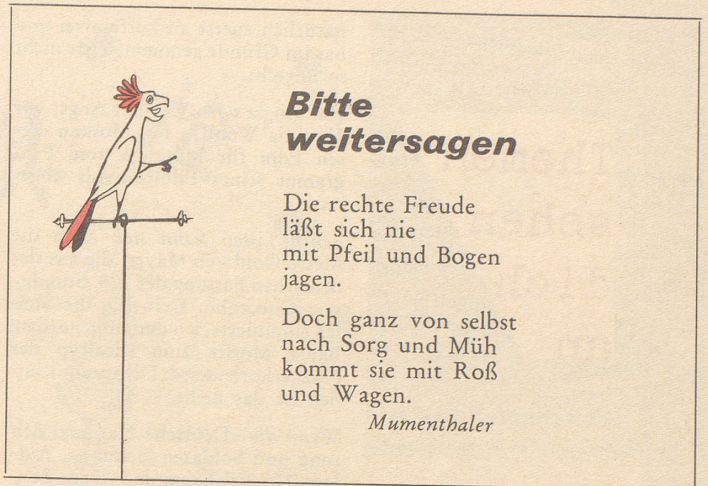 Bitte
weitersagen
Die rechte Freude
läßt sich nie
mit Pfeil und Bogen
jagen.
Doch ganz von selbst
nach Sorg und Müh
kommt sie mit Roß
und Wagen.
Mumenthaler